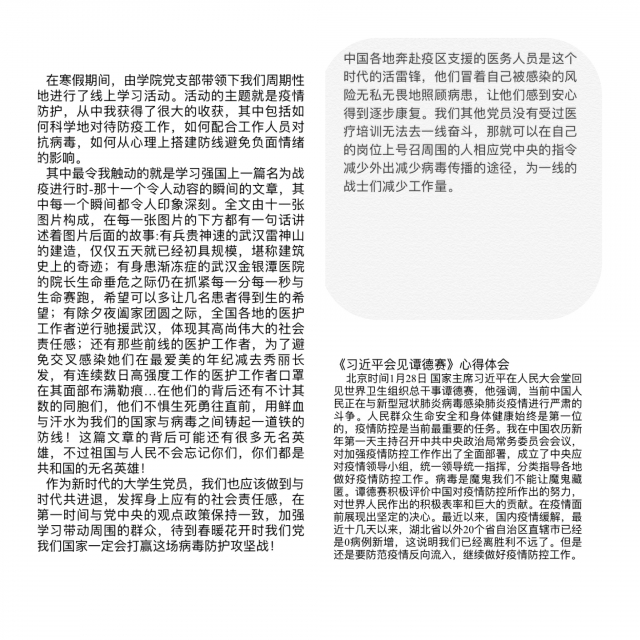 在寒假期间，由学院党支部带领下我们周期性
地进行了线上学习活动。活动的主题就是疫情
防护，从中我获得了很大的收获，其中包括如
何科学地对待防疫工作，如何配合工作人员对
抗病毒，如何从心理上搭建防线避免负面情绪
的影响。
其中最令我触动的就是学习强国上一篇名为战
疫进行时-那十一个令人动容的瞬间的文章，其
中每一个瞬间都令人印象深刻。全文由十一张
图片构成，在每一张图片的下方都有一句话讲
述着图片后面的故事:有兵贵神速的武汉雷神山
的建造，仅仅五天就已经初具规模，堪称建筑
史上的奇迹；有身患渐冻症的武汉金银潭医院
的院长生命垂危之际仍在抓紧每一分每一秒与
生命赛跑，希望可以多让几名患者得到生的希
望；有除夕夜阖家团圆之际，全国各地的医护
工作者逆行驰援武汉，体现其高尚伟大的社会
责任感；还有那些前线的医护工作者，为了避
免交叉感染她们在最爱美的年纪减去秀丽长
发，有连续数日高强度工作的医护工作者口罩
在其面部布满勒痕…在他们的背后还有不计其
数的同胞们，他们不惧生死勇往直前，用鲜血
与汗水为我们的国家与病毒之间铸起一道铁的
防线！这篇文章的背后可能还有很多无名英
雄，不过祖国与人民不会忘记你们，你们都是
共和国的无名英雄！
作为新时代的大学生党员，我们也应该做到与
时代共进退，发挥身上应有的社会责任感，在
第一时间与党中央的观点政策保持一致，加强
学习带动周围的群众，待到春暖花开时我们党
我们国家一定会打赢这场病毒防护攻坚战！
中国各地奔赴疫区支援的医务人员是这个
时代的活雷锋，他们冒着自己被感染的风
险无私无畏地照顾病患，让他们感到安心
得到逐步康复。我们其他党员没有受过医
疗培训无法去一线奋斗，那就可以在自己
的岗位上号召周围的人相应党中央的指令
减少外出减少病毒传播的途径，为一线的
战士们减少工作量。
《习近平会见谭德赛》心得体会
北京时间1月28日 国家主席习近平在人民大会堂回
见世界卫生组织总干事谭德赛，他强调，当前中国人
民正在与新型冠状肺炎病毒感染肺炎疫情进行严肃的
斗争。人民群众生命安全和身体健康始终是第一位
的，疫情防控是当前最重要的任务。我在中国农历新
年第一天主持召开中共中央政治局常务委员会会议，
对加强疫情防控工作作出了全面部署，成立了中央应
对疫情领导小组，统一领导统一指挥，分类指导各地
做好疫情防控工作。病毒是魔鬼我们不能让魔鬼藏
匿。谭德赛积极评价中国对疫情防控所作出的努力，
对世界人民作出的积极表率和巨大的贡献。在疫情面
前展现出坚定的决心。最近以来，国内疫情缓解，最
近十几天以来，湖北省以外20个省自治区直辖市已经
是0病例新增，这说明我们已经离胜利不远了。但是
还是要防范疫情反向流入，继续做好疫情防控工作。